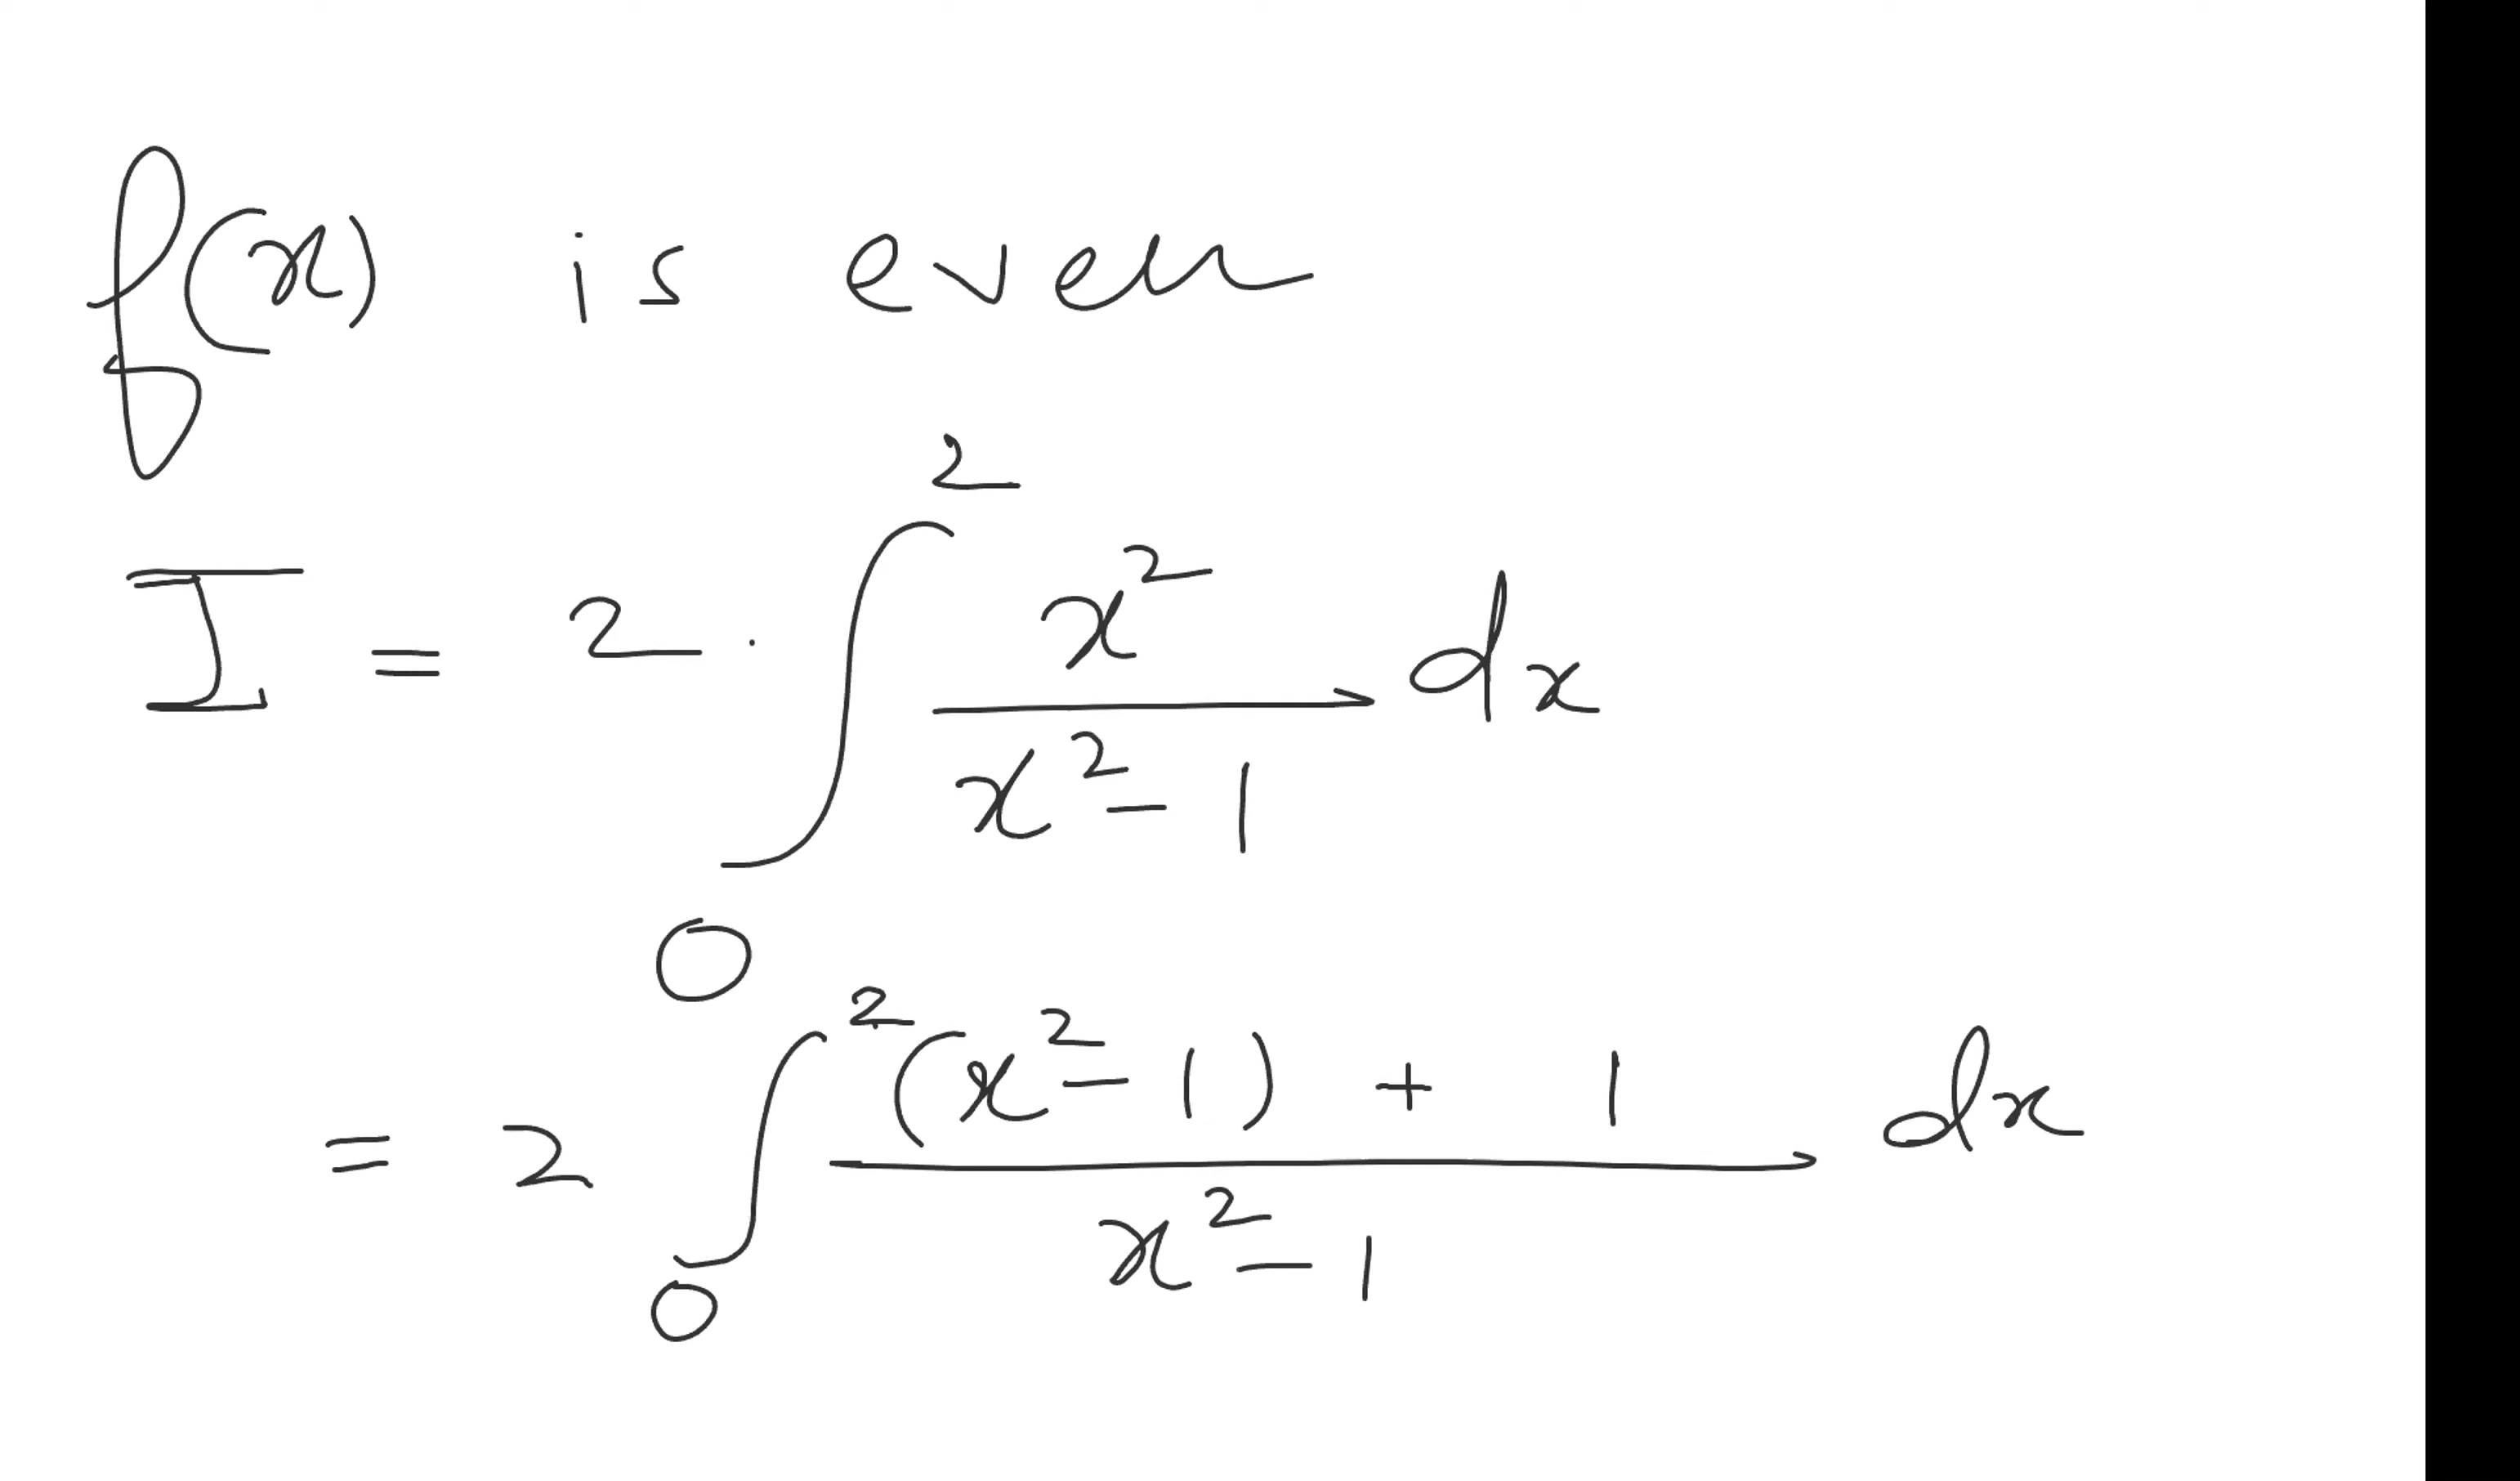 f(x) is even
I = 2 · ∫₀² x²/(x² − 1) dx
= 2 ∫₀² ((x² − 1) + 1)/(x² − 1) dx